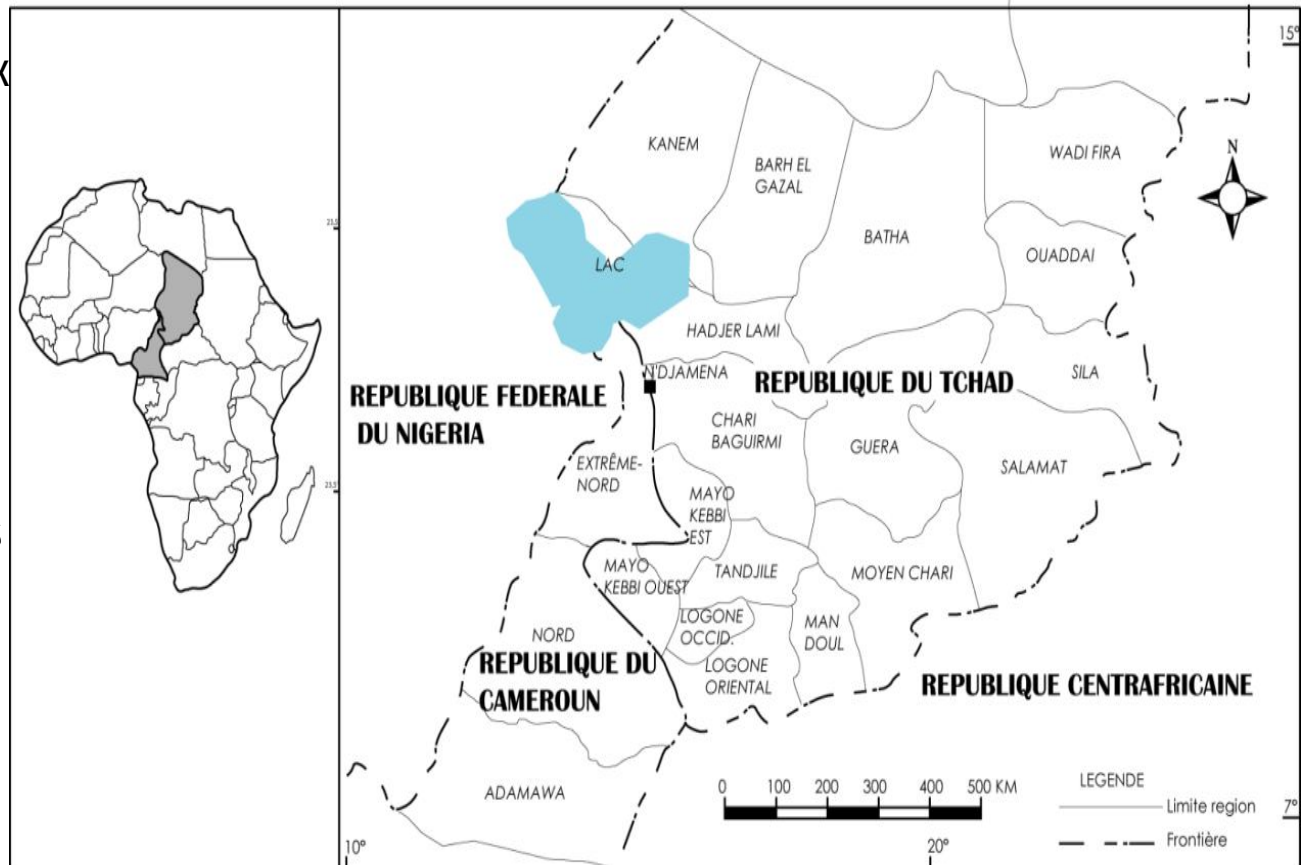 X
15°
KANEM
WADI FIRA
N
BARH EL
GAZAL
BATHA
OUADDAI
LAC
HADJER LAMI
SILA
N'DJAMENA
REPUBLIQUE DU TCHAD
REPUBLIQUE FEDERALE
DU NIGERIA
CHARI
BAGUIRMI
GUERA
SALAMAT
EXTRÊME-
NORD
MAYO
KEBBI
EST
MAYO
KEBBI OUEST
TANDJILE
MOYEN CHARI
LOGONE
OCCID.
MAN
DOUL
NORD
REPUBLIQUE DU
CAMEROUN
LOGONE
ORIENTAL
REPUBLIQUE CENTRAFRICAINE
ADAMAWA
0 100 200 300 400 500 KM
LEGENDE
Limite region
Frontière
7°
10°
20°